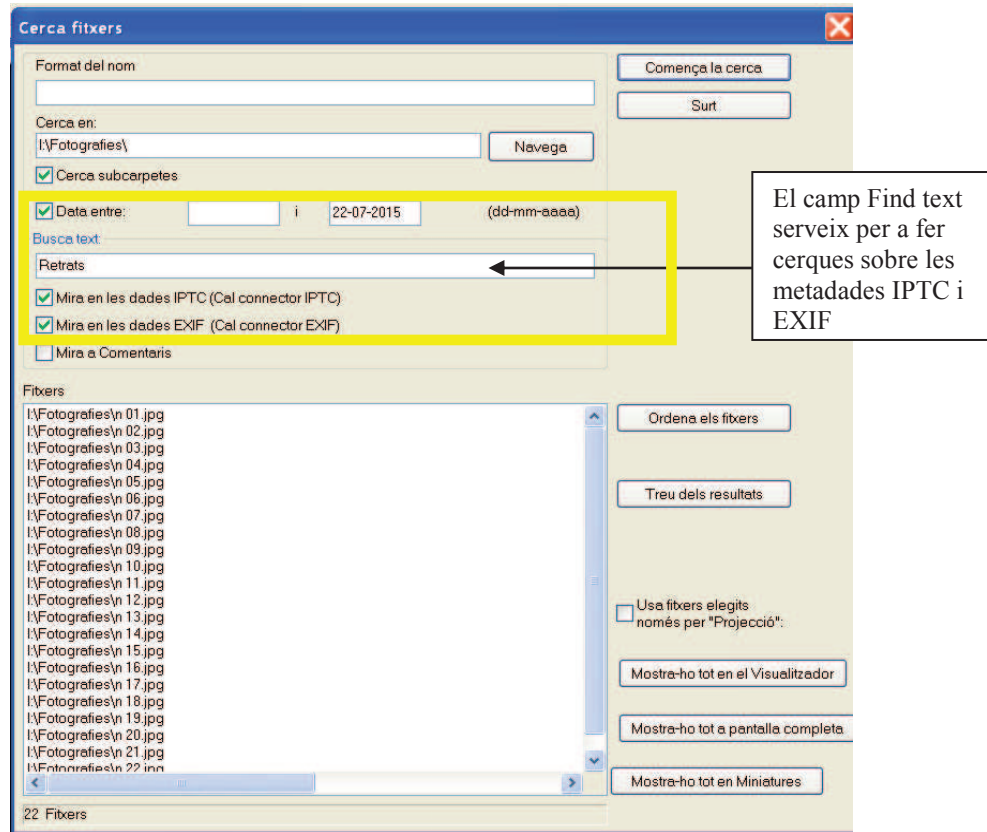 Cerca fitxers
Format del nom
Comença la cerca
Surt
Cerca en:
I:\Fotografies\
Navega
Cerca subcarpetes
Data entre:
i
22-07-2015
(dd-mm-aaaa)
Busca text:
Retrats
Mira en les dades IPTC (Cal connector IPTC)
Mira en les dades EXIF (Cal connector EXIF)
Mira a Comentaris
El camp Find text
serveix per a fer
cerques sobre les
metadades IPTC i
EXIF
Fitxers
I:\Fotografies\n 01.jpg
I:\Fotografies\n 02.jpg
I:\Fotografies\n 03.jpg
I:\Fotografies\n 04.jpg
I:\Fotografies\n 05.jpg
I:\Fotografies\n 06.jpg
I:\Fotografies\n 07.jpg
I:\Fotografies\n 08.jpg
I:\Fotografies\n 09.jpg
I:\Fotografies\n 10.jpg
I:\Fotografies\n 11.jpg
I:\Fotografies\n 12.jpg
I:\Fotografies\n 13.jpg
I:\Fotografies\n 14.jpg
I:\Fotografies\n 15.jpg
I:\Fotografies\n 16.jpg
I:\Fotografies\n 17.jpg
I:\Fotografies\n 18.jpg
I:\Fotografies\n 19.jpg
I:\Fotografies\n 20.jpg
I:\Fotografies\n 21.jpg
I:\Fotografies\n 22.jpg
Ordena els fitxers
Treu dels resultats
Usa fitxers elegits
només per "Projecció":
Mostra-ho tot en el Visualitzador
Mostra-ho tot a pantalla completa
Mostra-ho tot en Miniatures
22 Fitxers